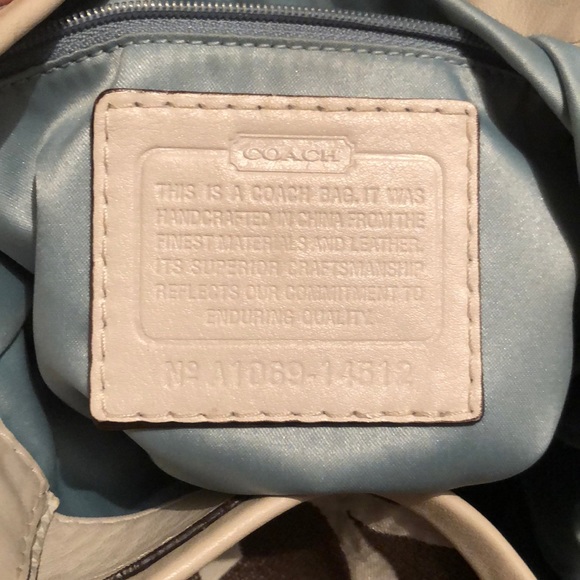 COACH
THIS IS A COACH BAG. IT WAS
HANDCRAFTED IN CHINA FROM THE
FINEST MATERIALS AND LEATHER.
ITS SUPERIOR CRAFTSMANSHIP
REFLECTS OUR COMMITMENT TO
ENDURING QUALITY.
Nº A1069-14512